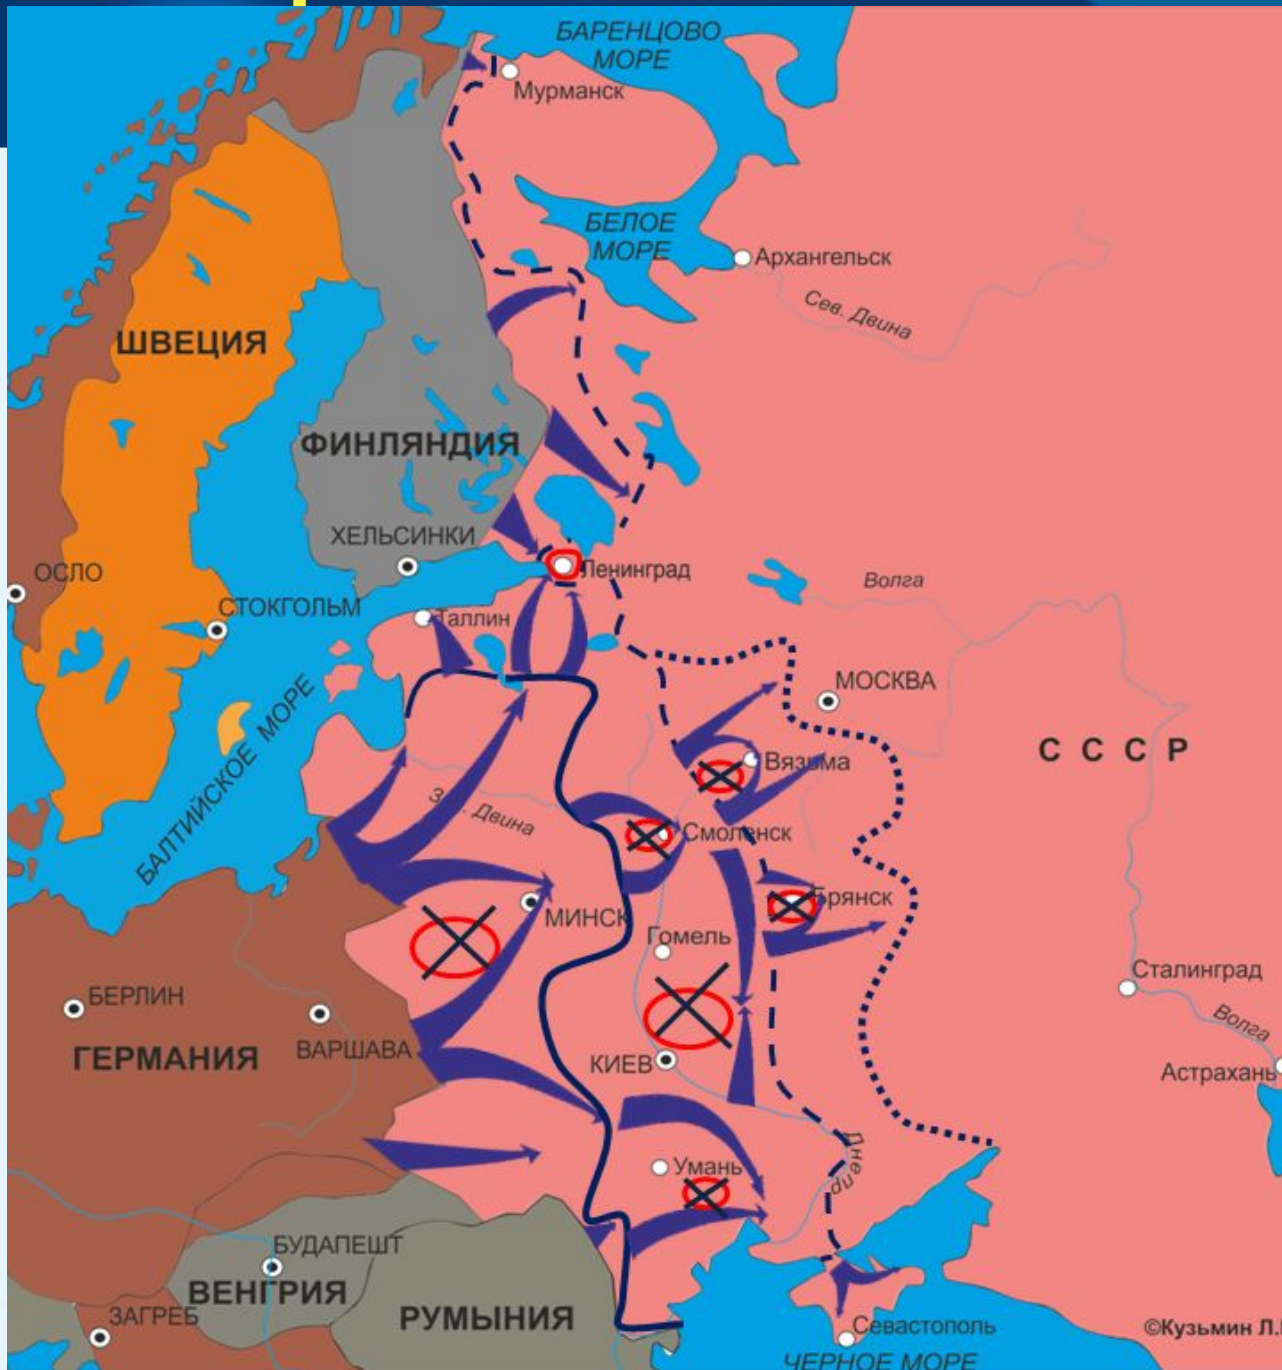 БАРЕНЦОВО
МОРЕ
Мурманск
БЕЛОЕ
МОРЕ
Архангельск
Сев. Двина
ШВЕЦИЯ
ФИНЛЯНДИЯ
ХЕЛЬСИНКИ
ОСЛО
Ленинград
Волга
СТОКГОЛЬМ
Таллин
МОСКВА
БАЛТИЙСКОЕ МОРЕ
С С С Р
Вязьма
Двина
Смоленск
Брянск
МИНСК
Гомель
Сталинград
БЕРЛИН
Волга
ВАРШАВА
ГЕРМАНИЯ
КИЕВ
Астрахань
Днепр
Умань
БУДАПЕШТ
ВЕНГРИЯ
ЗАГРЕБ
РУМЫНИЯ
Севастополь
©Кузьмин Л.
ЧЕРНОЕ МОРЕ